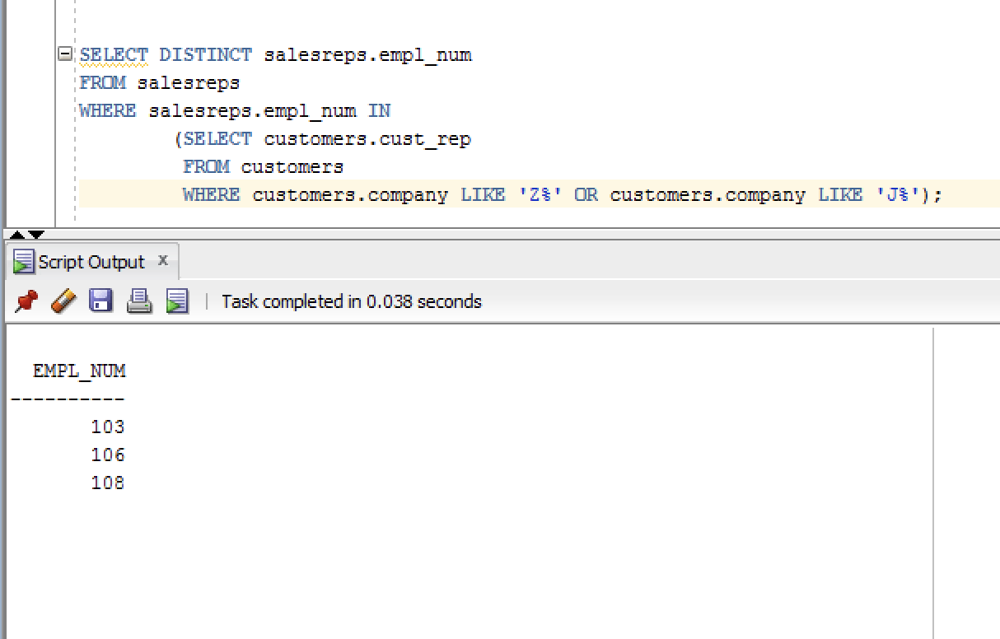 SELECT DISTINCT salesreps.empl_num
FROM salesreps
WHERE salesreps.empl_num IN
(SELECT customers.cust_rep
FROM customers
WHERE customers.company LIKE 'Z%' OR customers.company LIKE 'J%');
Script Output x
Task completed in 0.038 seconds
EMPL_NUM
----------
103
106
108